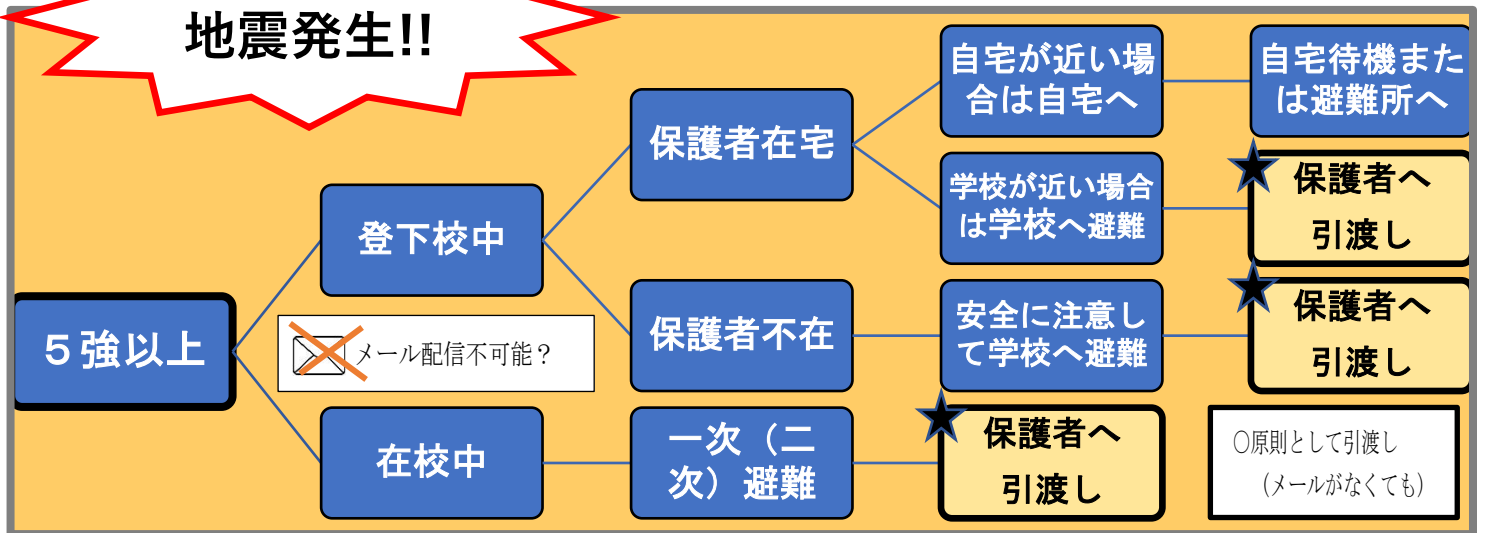 地震発生!!
５強以上
登下校中
メール配信不可能？
在校中
保護者在宅
保護者不在
一次（二
次）避難
自宅が近い場
合は自宅へ
自宅待機また
は避難所へ
学校が近い場合
は学校へ避難
保護者へ
引渡し
安全に注意し
て学校へ避難
保護者へ
引渡し
保護者へ
引渡し
〇原則として引渡し
（メールがなくても）